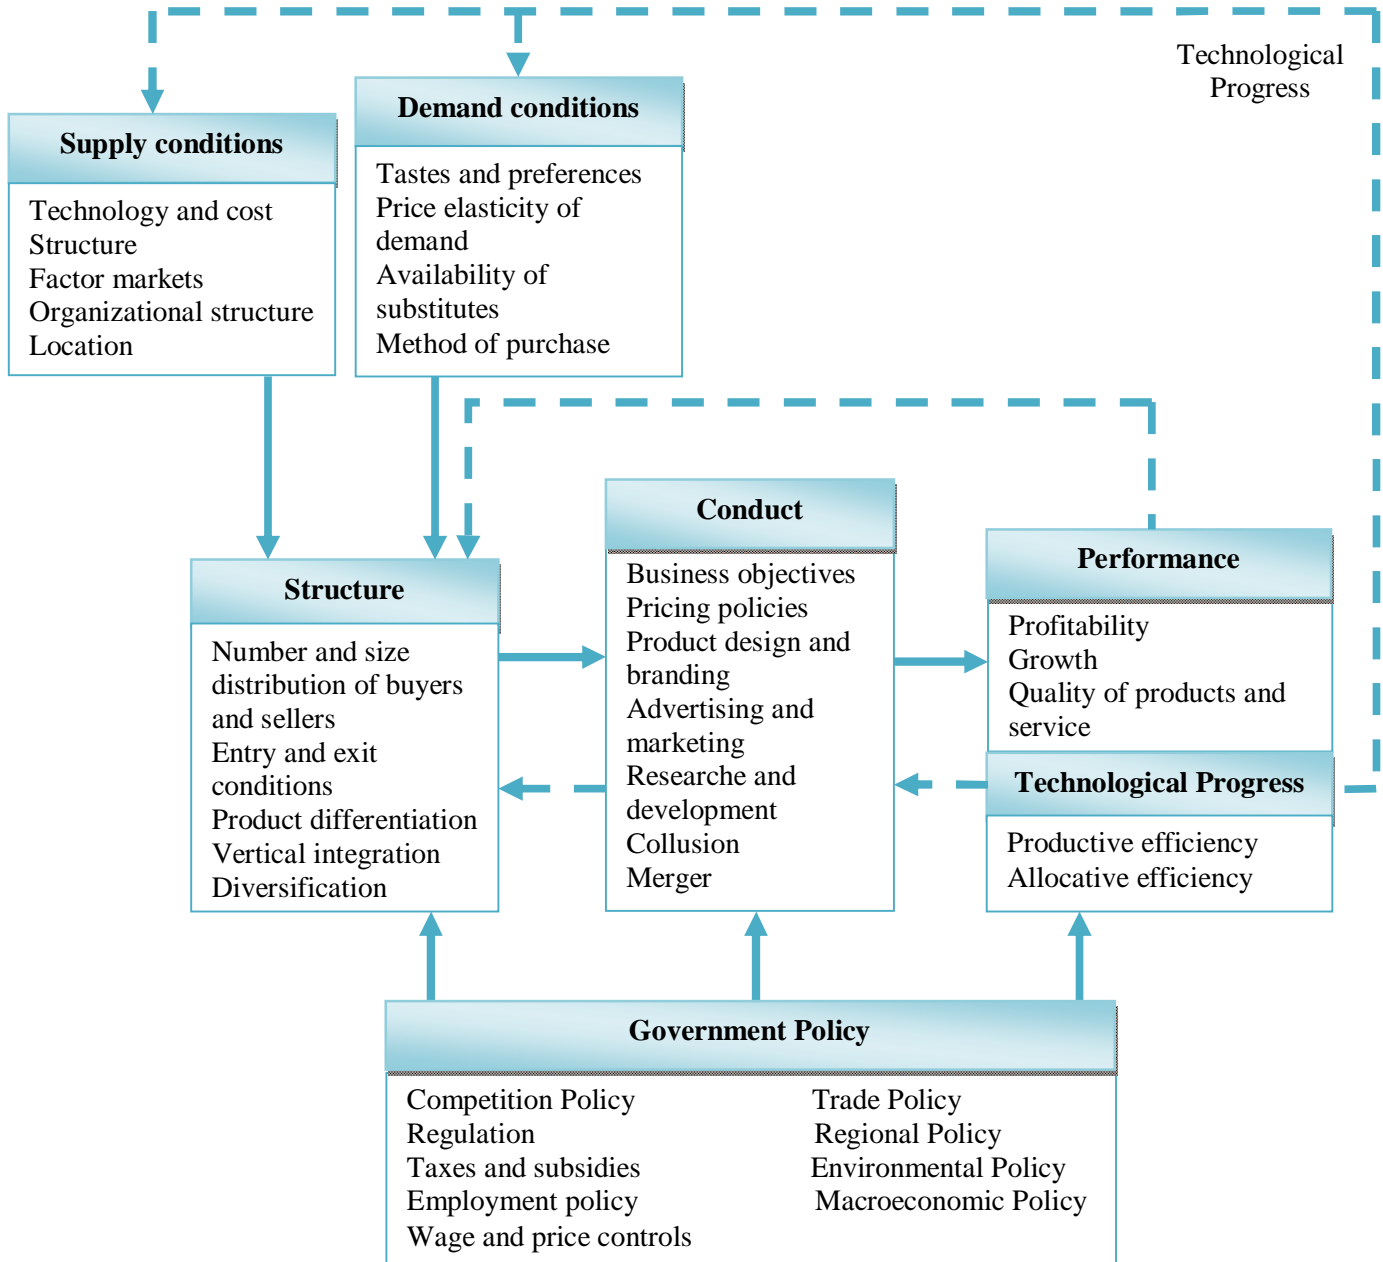 Technological
Progress
Supply conditions
Technology and cost
Structure
Factor markets
Organizational structure
Location
Demand conditions
Tastes and preferences
Price elasticity of
demand
Availability of
substitutes
Method of purchase
Structure
Number and size
distribution of buyers
and sellers
Entry and exit
conditions
Product differentiation
Vertical integration
Diversification
Conduct
Business objectives
Pricing policies
Product design and
branding
Advertising and
marketing
Researche and
development
Collusion
Merger
Performance
Profitability
Growth
Quality of products and
service
Technological Progress
Productive efficiency
Allocative efficiency
Government Policy
Competition Policy
Regulation
Taxes and subsidies
Employment policy
Wage and price controls
Trade Policy
Regional Policy
Environmental Policy
Macroeconomic Policy